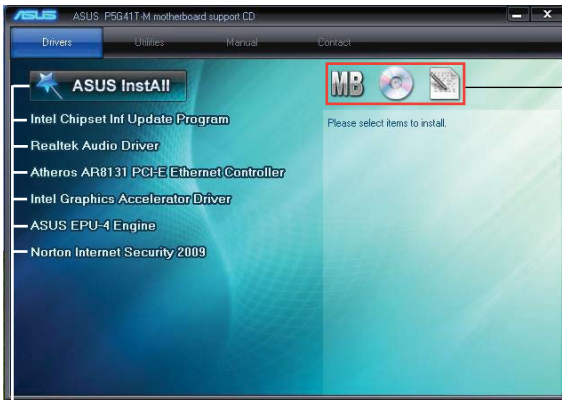 ASUS ASUS P5G41T-M motherboard support CD
Drivers Utilities Manual Contact
ASUS InstAll
MB
Intel Chipset Inf Update Program
Please select items to install.
Realtek Audio Driver
Atheros AR8131 PCI-E Ethernet Controller
Intel Graphics Accelerator Driver
ASUS EPU-4 Engine
Norton Internet Security 2009